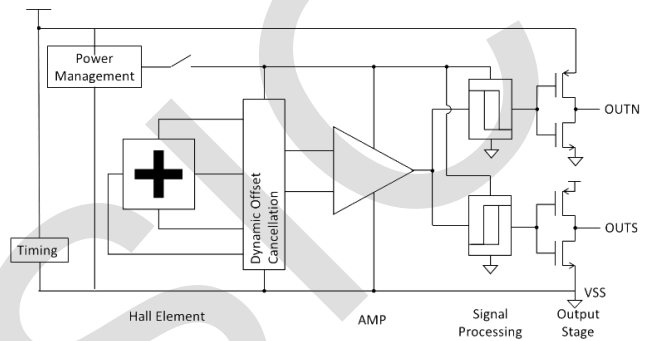 Power
Management
OUTN
Dynamic Offset
Cancellation
OUTS
Timing
VSS
Hall Element
AMP
Signal
Processing
Output
Stage